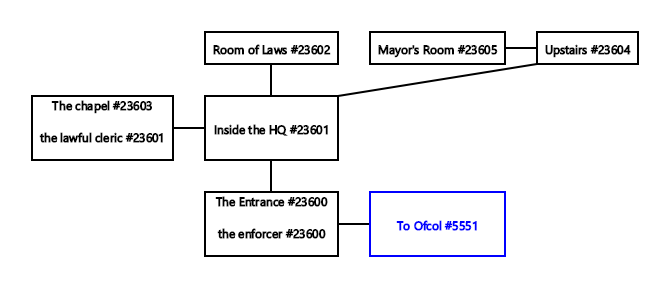 Room of Laws #23602
Mayor's Room #23605
Upstairs #23604
The chapel #23603
the lawful cleric #23601
Inside the HQ #23601
The Entrance #23600
the enforcer #23600
To Ofcol #5551